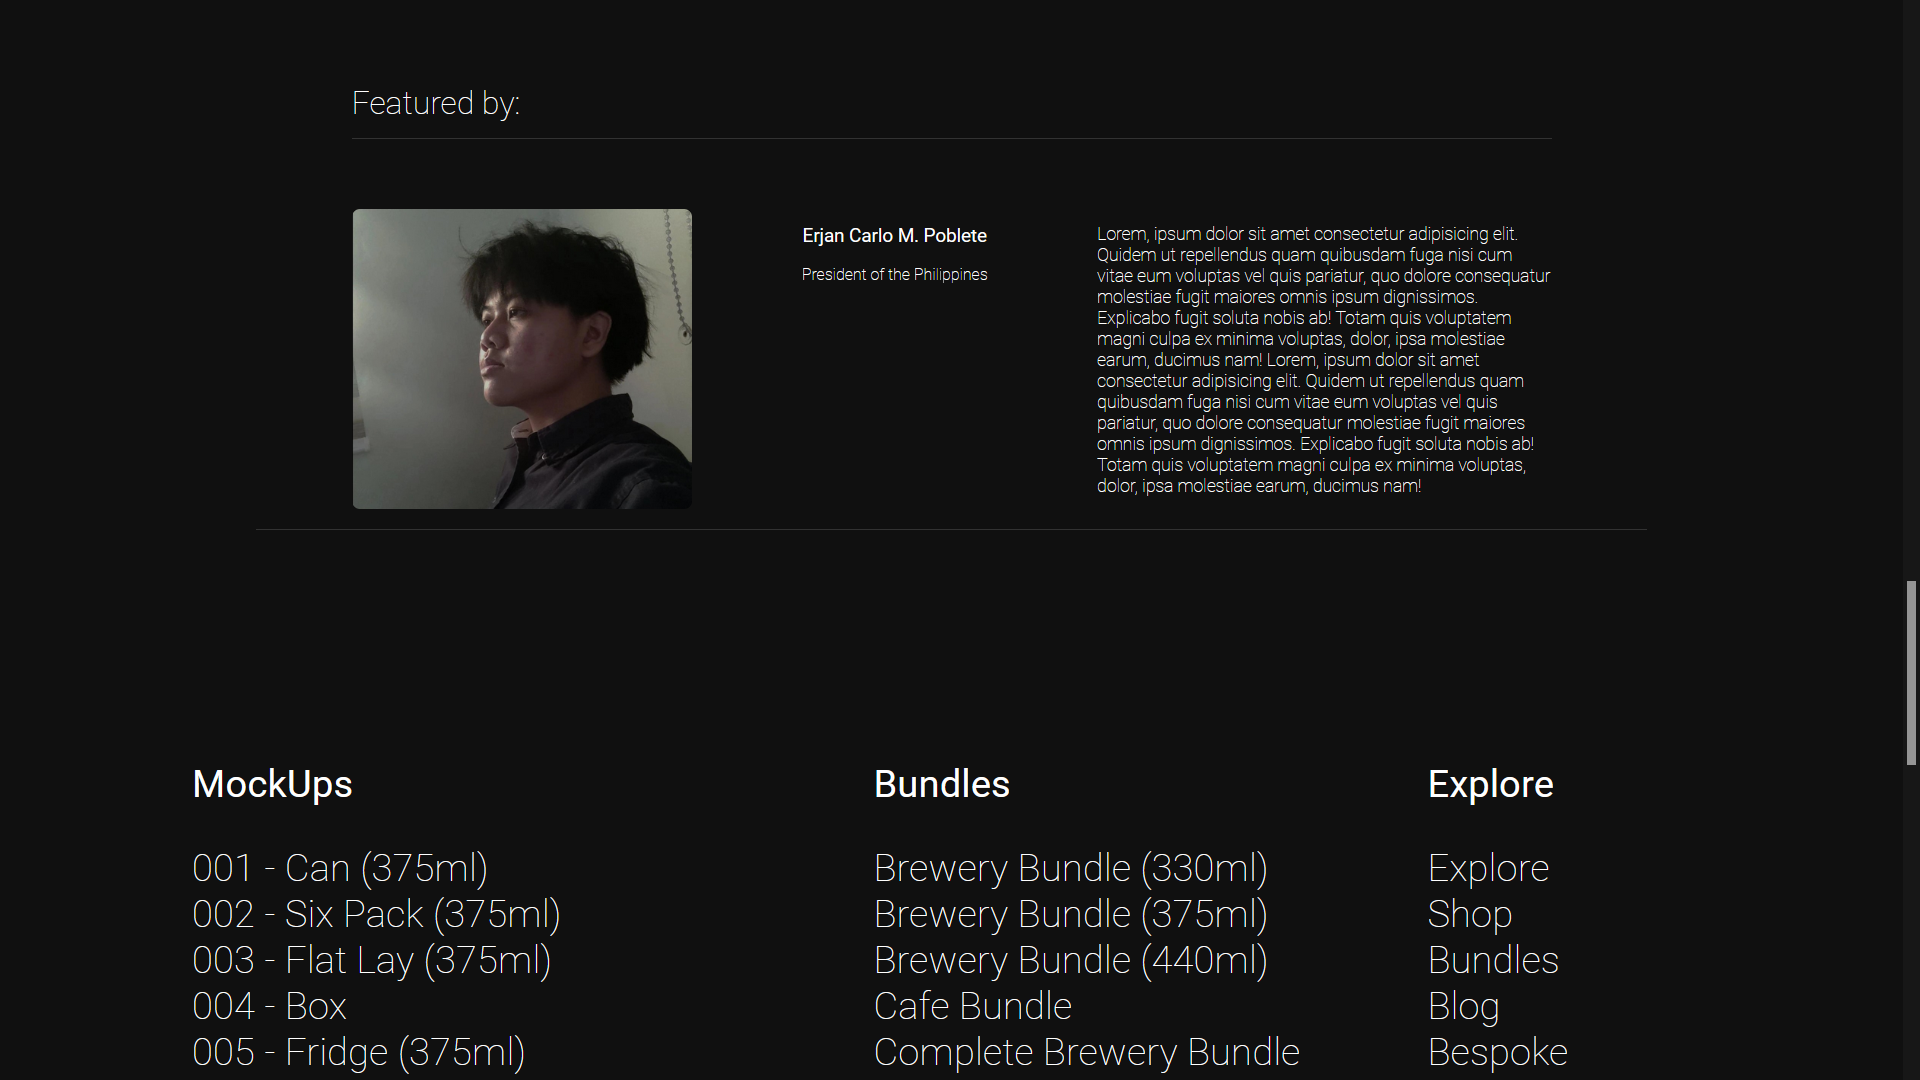 Featured by:
Erjan Carlo M. Poblete
President of the Philippines
Lorem, ipsum dolor sit amet consectetur adipisicing elit.
Quidem ut repellendus quam quibusdam fuga nisi cum
vitae eum voluptas vel quis pariatur, quo dolore consequatur
molestiae fugit maiores omnis ipsum dignissimos.
Explicabo fugit soluta nobis ab! Totam quis voluptatem
magni culpa ex minima voluptas, dolor, ipsa molestiae
earum, ducimus nam! Lorem, ipsum dolor sit amet
consectetur adipisicing elit. Quidem ut repellendus quam
quibusdam fuga nisi cum vitae eum voluptas vel quis
pariatur, quo dolore consequatur molestiae fugit maiores
omnis ipsum dignissimos. Explicabo fugit soluta nobis ab!
Totam quis voluptatem magni culpa ex minima voluptas,
dolor, ipsa molestiae earum, ducimus nam!
MockUps
001 - Can (375ml)
002 - Six Pack (375ml)
003 - Flat Lay (375ml)
004 - Box
005 - Fridge (375ml)
Bundles
Brewery Bundle (330ml)
Brewery Bundle (375ml)
Brewery Bundle (440ml)
Cafe Bundle
Complete Brewery Bundle
Explore
Explore
Shop
Bundles
Blog
Bespoke